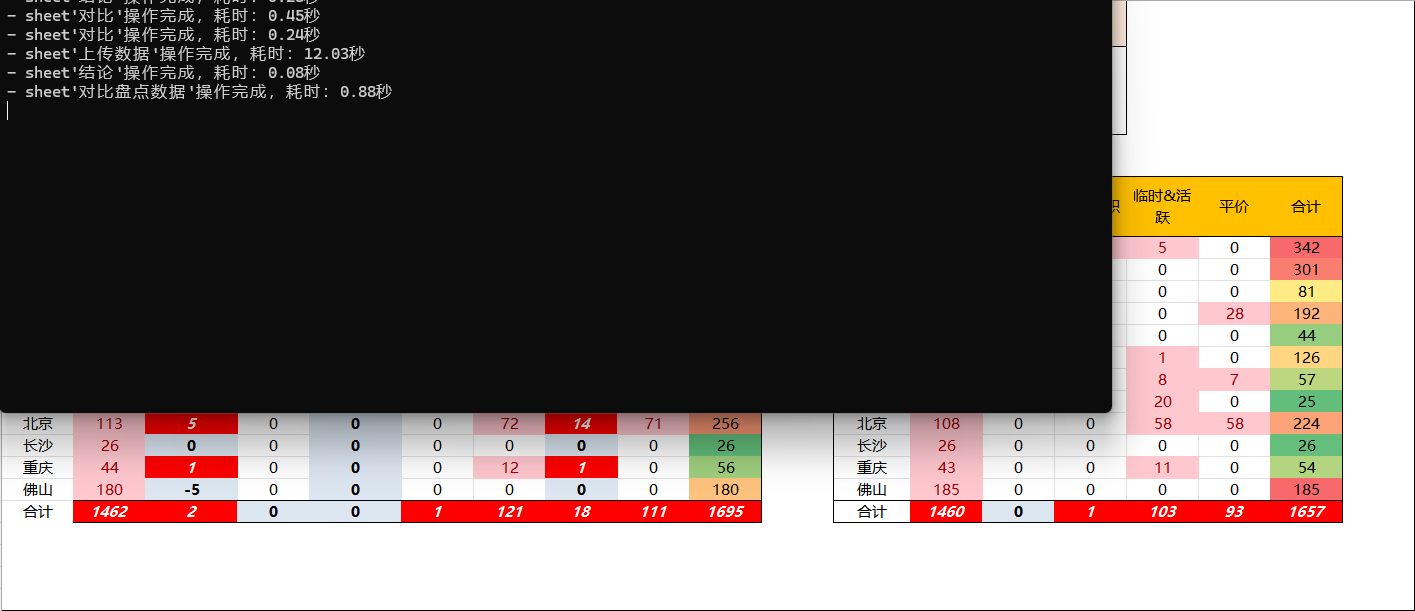 - sheet'对比'操作完成, 耗时: 0.45秒
- sheet'对比'操作完成, 耗时: 0.24秒
- sheet'上传数据'操作完成, 耗时: 12.03秒
- sheet'结论'操作完成, 耗时: 0.08秒
- sheet'对比盘点数据'操作完成, 耗时: 0.88秒
临时&活
跃 平价 合计
5 0 342
0 0 301
0 0 81
0 28 192
0 0 44
1 0 126
8 7 57
20 0 25
北京 113 5 0 0 0 72 14 71 256 北京 108 0 0 58 58 224
长沙 26 0 0 0 0 0 0 0 26 长沙 26 0 0 0 0 26
重庆 44 1 0 0 0 12 1 0 56 重庆 43 0 0 11 0 54
佛山 180 -5 0 0 0 0 0 0 180 佛山 185 0 0 0 0 185
合计 1462 2 0 0 1 121 18 111 1695 合计 1460 0 1 103 93 1657